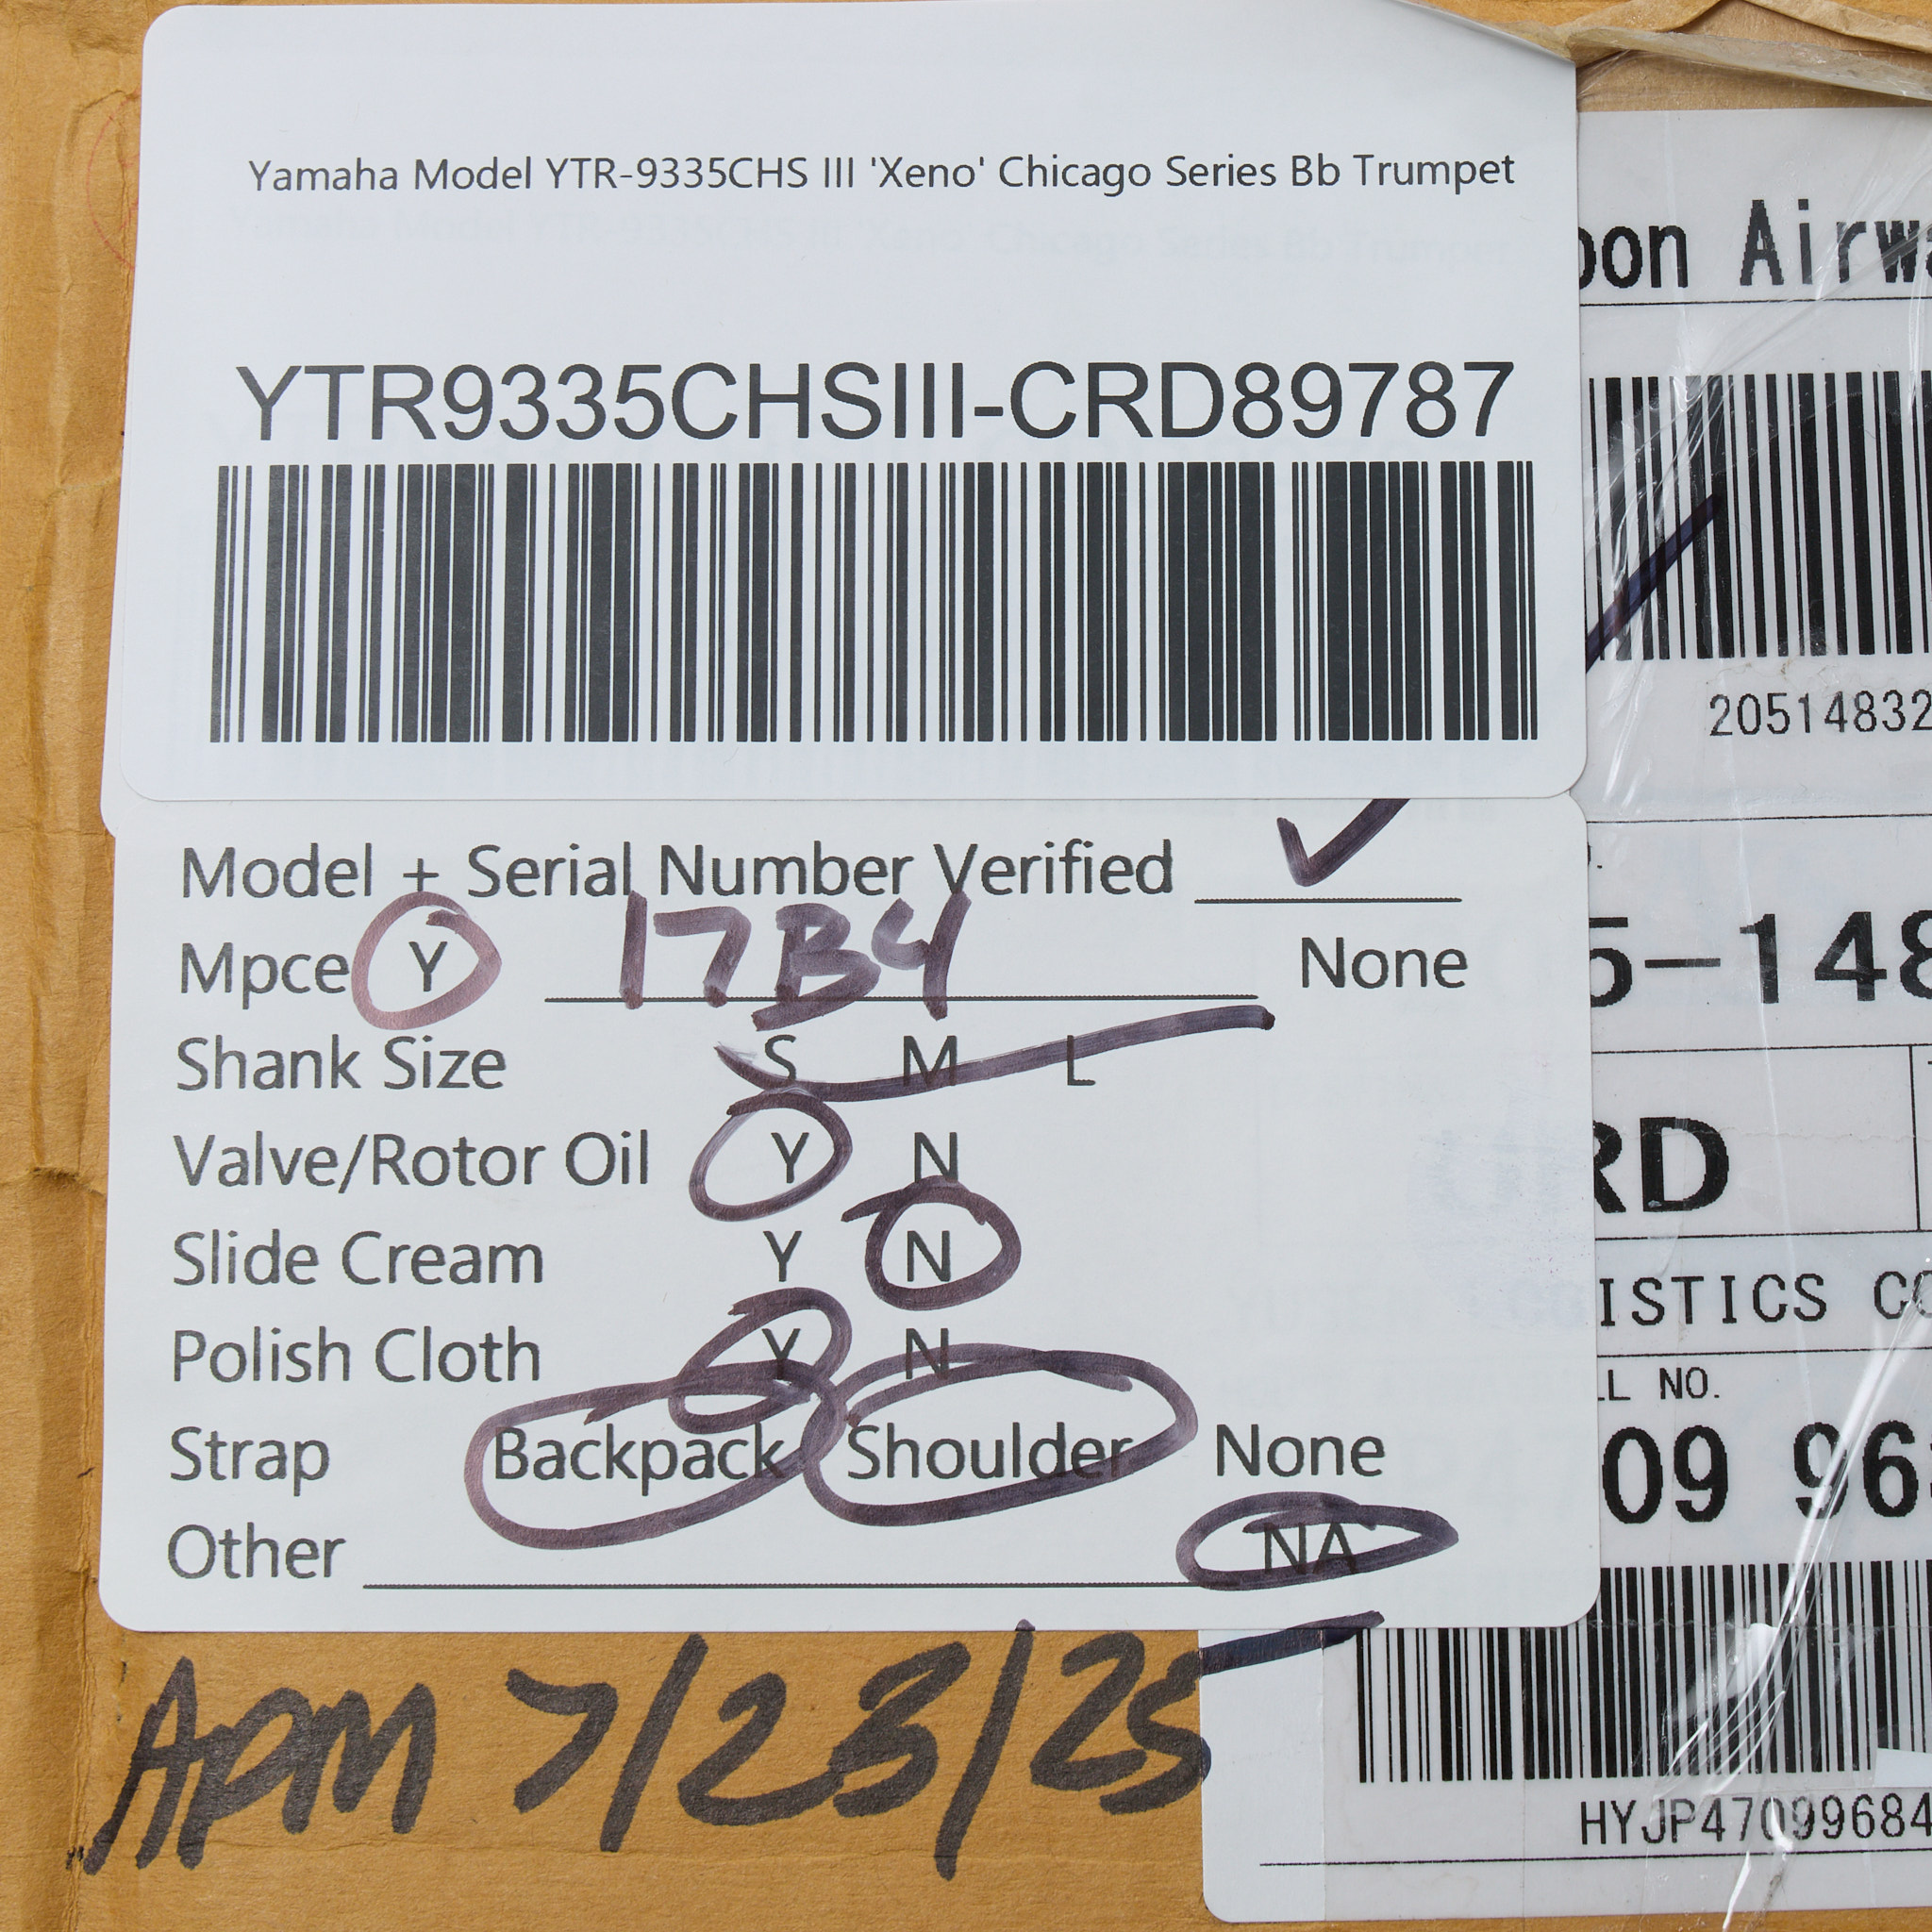 Yamaha Model YTR-9335CHS III 'Xeno' Chicago Series Bb Trumpet
YTR9335CHSIII-CRD89787
Model + Serial Number Verified ✓
Mpce Y 17B4 None
Shank Size S M L
Valve/Rotor Oil Y N
Slide Cream Y N
Polish Cloth Y N
Strap Backpack Shoulder None
Other NA
APM 7/23/25
oon Airwa
20514832
5-148
RD
ISTICS CO
LL NO.
09 96
HYJP47099684